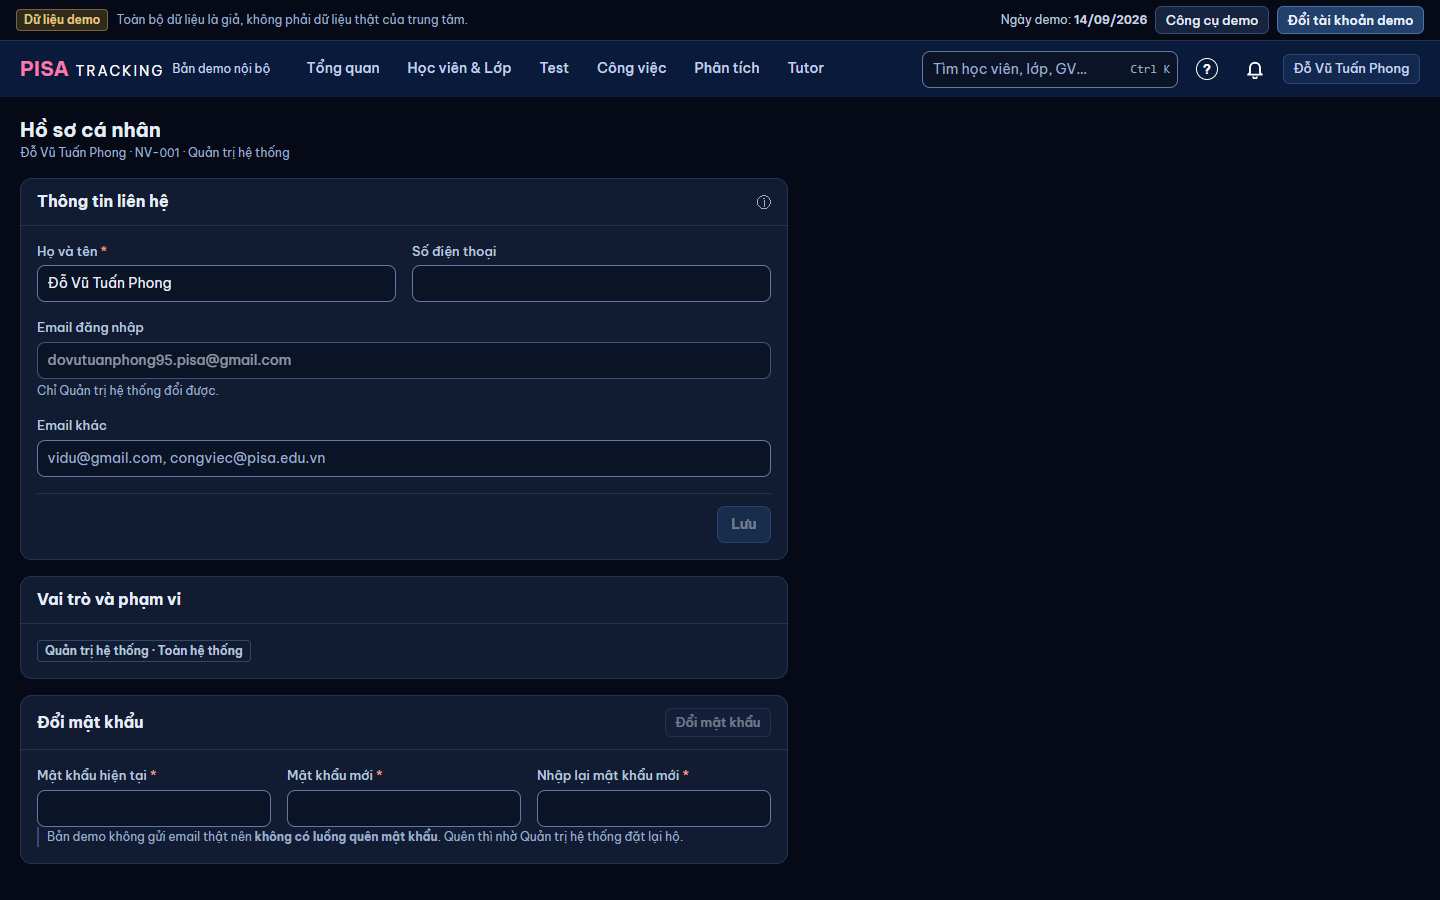 Dữ liệu demo Toàn bộ dữ liệu là giả, không phải dữ liệu thật của trung tâm. Ngày demo: 14/09/2026 Công cụ demo Đổi tài khoản demo
PISA TRACKING Bản demo nội bộ Tổng quan Học viên & Lớp Test Công việc Phân tích Tutor Tìm học viên, lớp, GV... Ctrl K ? Đỗ Vũ Tuấn Phong
Hồ sơ cá nhân
Đỗ Vũ Tuấn Phong · NV-001 · Quản trị hệ thống
Thông tin liên hệ
Họ và tên * Số điện thoại
Đỗ Vũ Tuấn Phong
Email đăng nhập
dovutuanphong95.pisa@gmail.com
Chỉ Quản trị hệ thống đổi được.
Email khác
vidu@gmail.com, congviec@pisa.edu.vn
Lưu
Vai trò và phạm vi
Quản trị hệ thống · Toàn hệ thống
Đổi mật khẩu Đổi mật khẩu
Mật khẩu hiện tại * Mật khẩu mới * Nhập lại mật khẩu mới *
Bản demo không gửi email thật nên không có luồng quên mật khẩu. Quên thì nhờ Quản trị hệ thống đặt lại hộ.